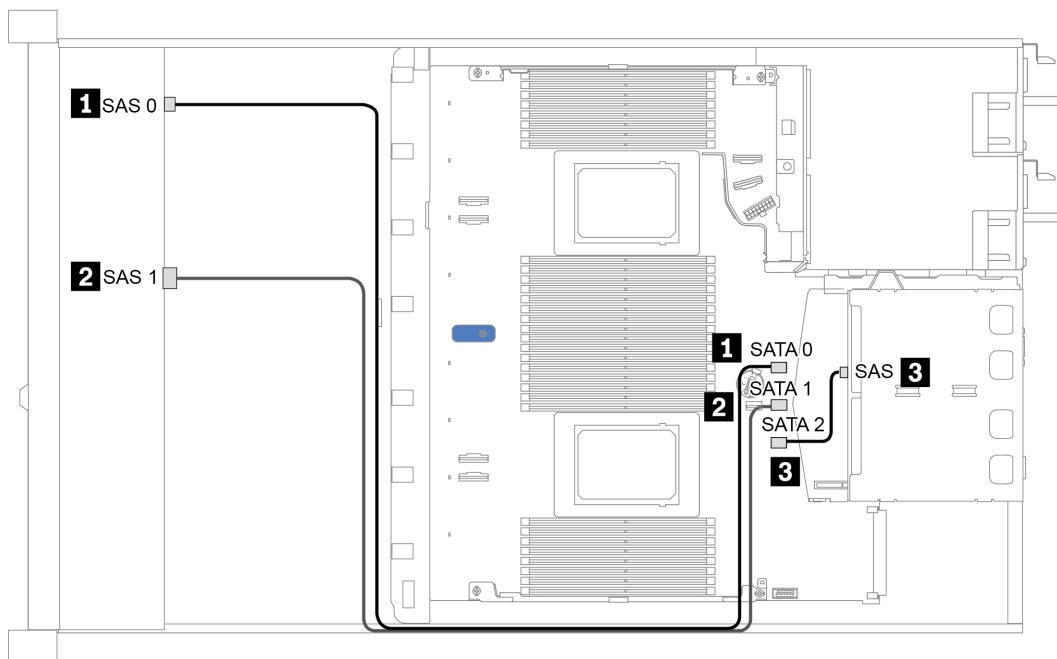 1 SAS 0
2 SAS 1
1 SATA 0
SAS 3
2 SATA 1
SATA 2
3